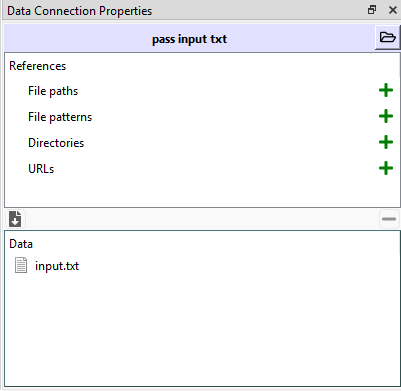 Data Connection Properties
pass input txt
References
File paths
File patterns
Directories
URLs
Data
input.txt